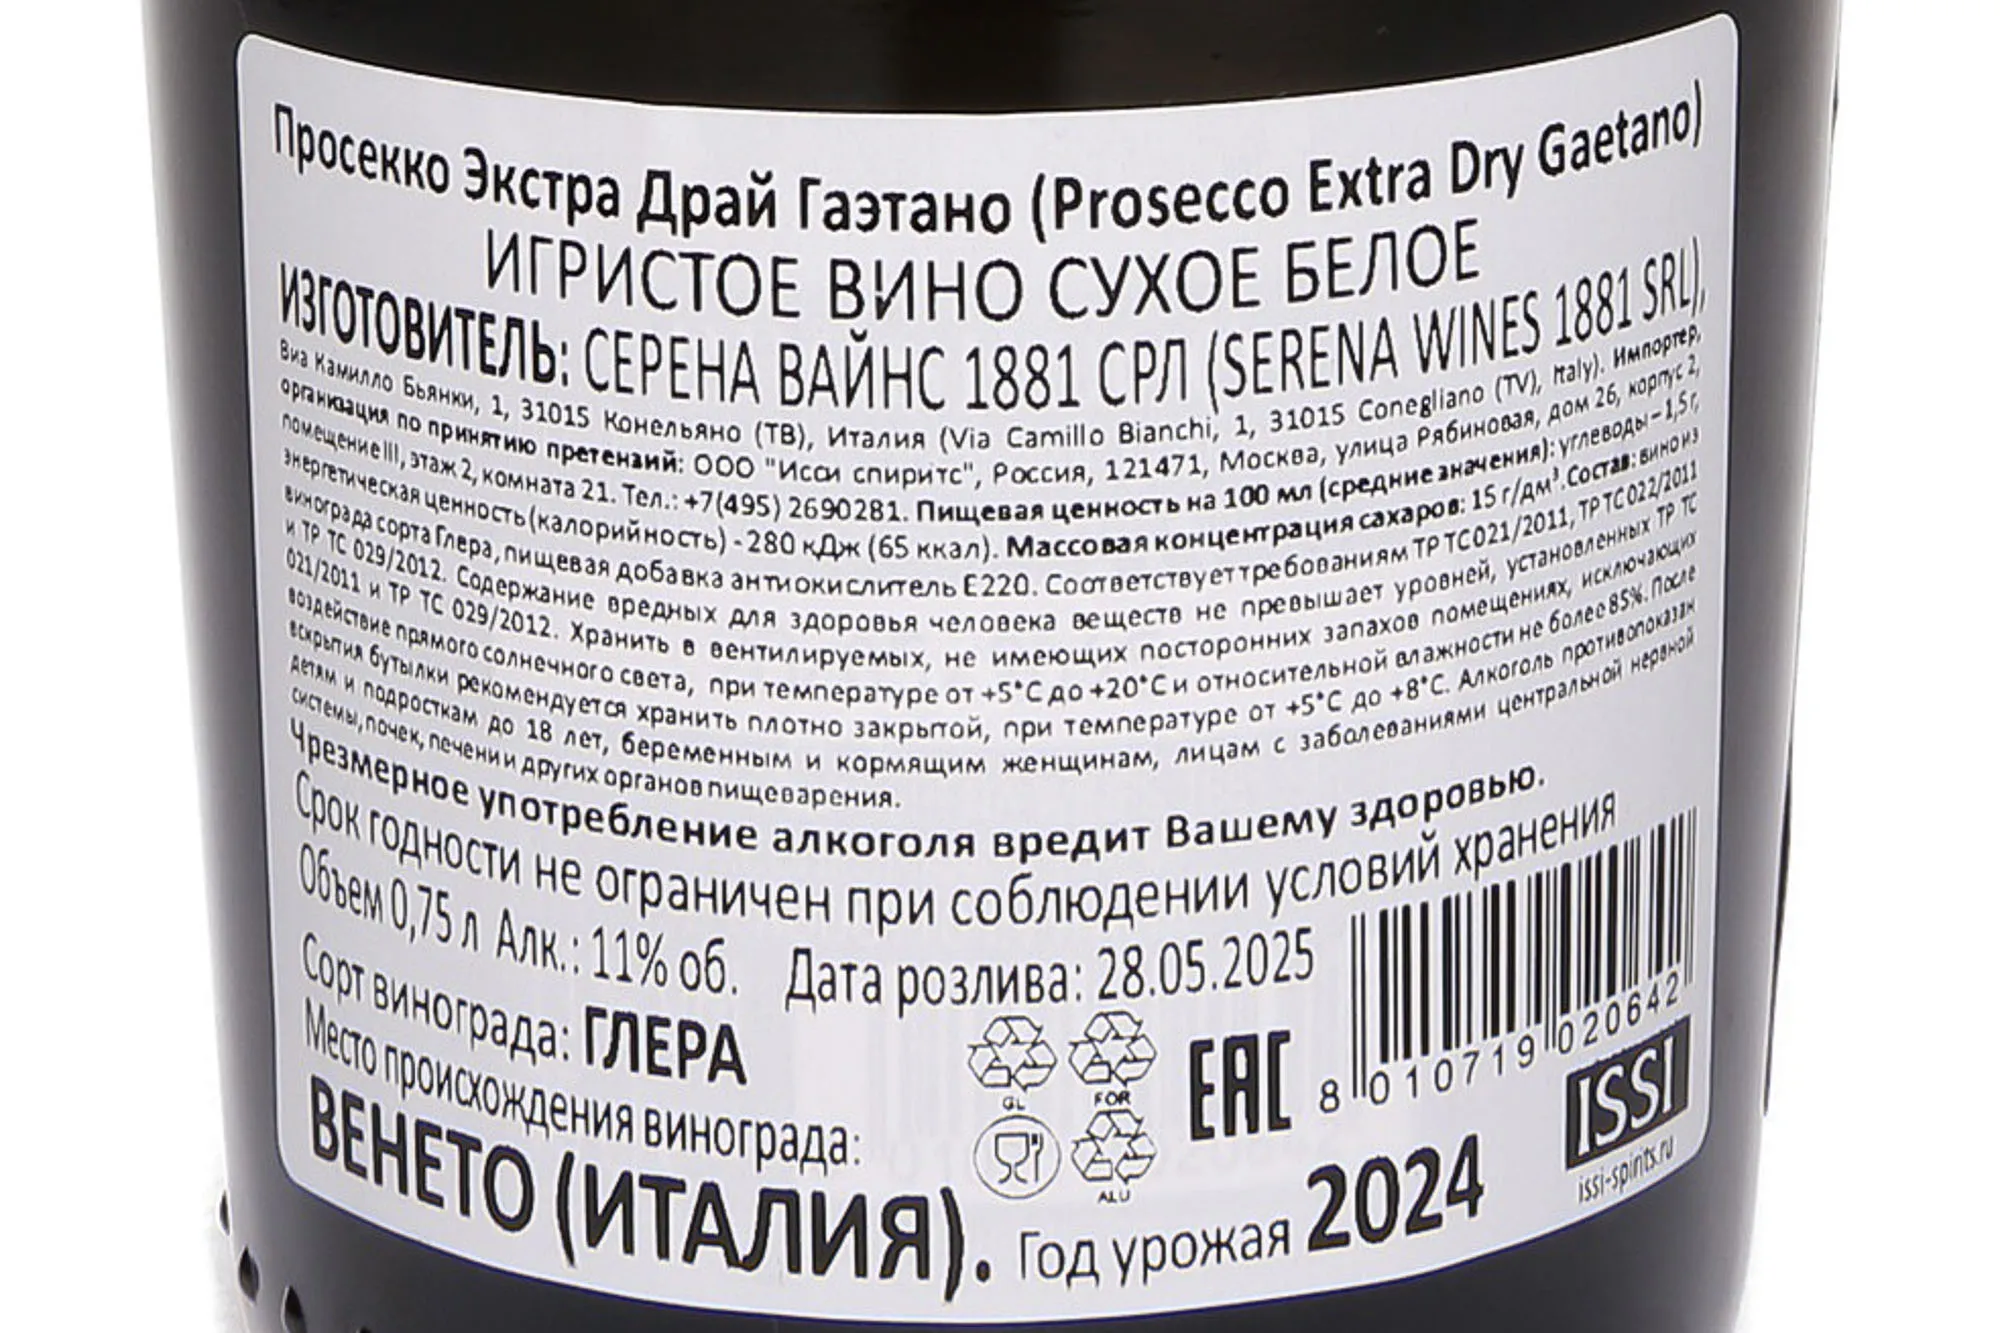 Просекко Экстра Драй Гаэтано (Prosecco Extra Dry Gaetano)
ИГРИСТОЕ ВИНО СУХОЕ БЕЛОЕ
ИЗГОТОВИТЕЛЬ: СЕРЕНА ВАЙНС 1881 СРЛ (SERENA WINES 1881 SRL),
Виа Камилло Бьянки, 1, 31015 Конельяно (ТВ), Италия (Via Camillo Bianchi, 1, 31015 Conegliano (TV), Italy). Импортер,
организация по принятию претензий: ООО "Исси спиритс", Россия, 121471, Москва, улица Рябиновая, дом 26, корпус 2,
помещение III, этаж 2, комната 21. Тел.: +7(495) 2690281. Пищевая ценность на 100 мл (средние значения): углеводы – 1,5 г,
энергетическая ценность (калорийность) - 280 кДж (65 ккал). Массовая концентрация сахаров: 15 г/дм³. Состав: вино из
винограда сорта Глера, пищевая добавка антиокислитель Е220. Соответствует требованиям ТР ТС 021/2011, ТР ТС 022/2011
и ТР ТС 029/2012. Содержание вредных для здоровья человека веществ не превышает уровней, установленных ТР ТС
021/2011 и ТР ТС 029/2012. Хранить в вентилируемых, не имеющих посторонних запахов помещениях, исключающих
воздействие прямого солнечного света, при температуре от +5°С до +20°С и относительной влажности не более 85%. После
вскрытия бутылки рекомендуется хранить плотно закрытой, при температуре от +5°С до +8°С. Алкоголь противопоказан
детям и подросткам до 18 лет, беременным и кормящим женщинам, лицам с заболеваниями центральной нервной
системы, почек, печени и других органов пищеварения.
Чрезмерное употребление алкоголя вредит Вашему здоровью.
Срок годности не ограничен при соблюдении условий хранения
Объем 0,75 л Алк.: 11% об. Дата розлива: 28.05.2025
Сорт винограда: ГЛЕРА
Место происхождения винограда:
ВЕНЕТО (ИТАЛИЯ). Год урожая 2024
GL
FOR
ALU
EAC
8 010719 020642
ISSI
issi-spirits.ru